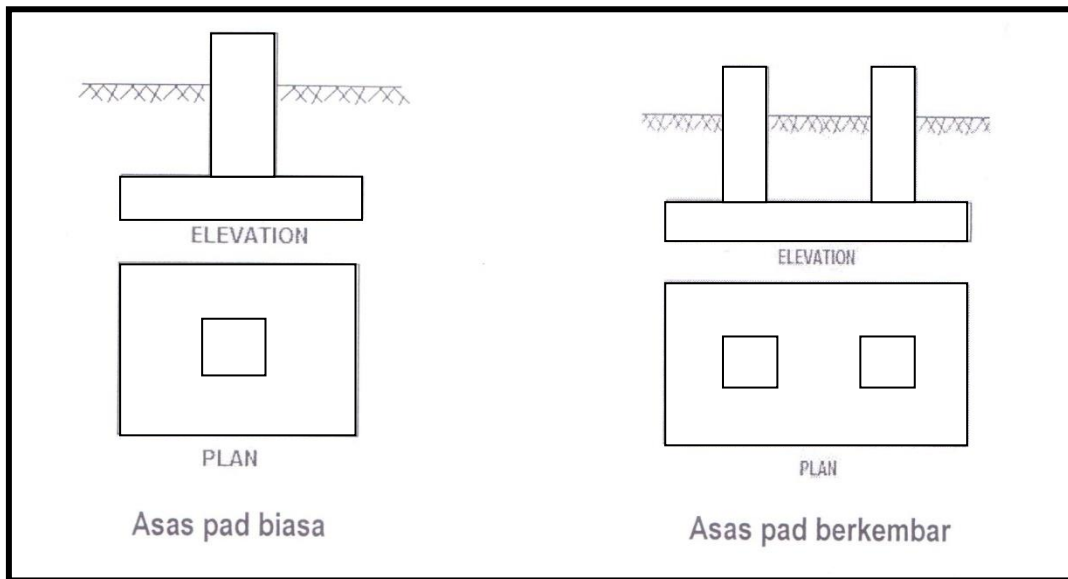 ELEVATION
PLAN
Asas pad biasa
ELEVATION
PLAN
Asas pad berkembar